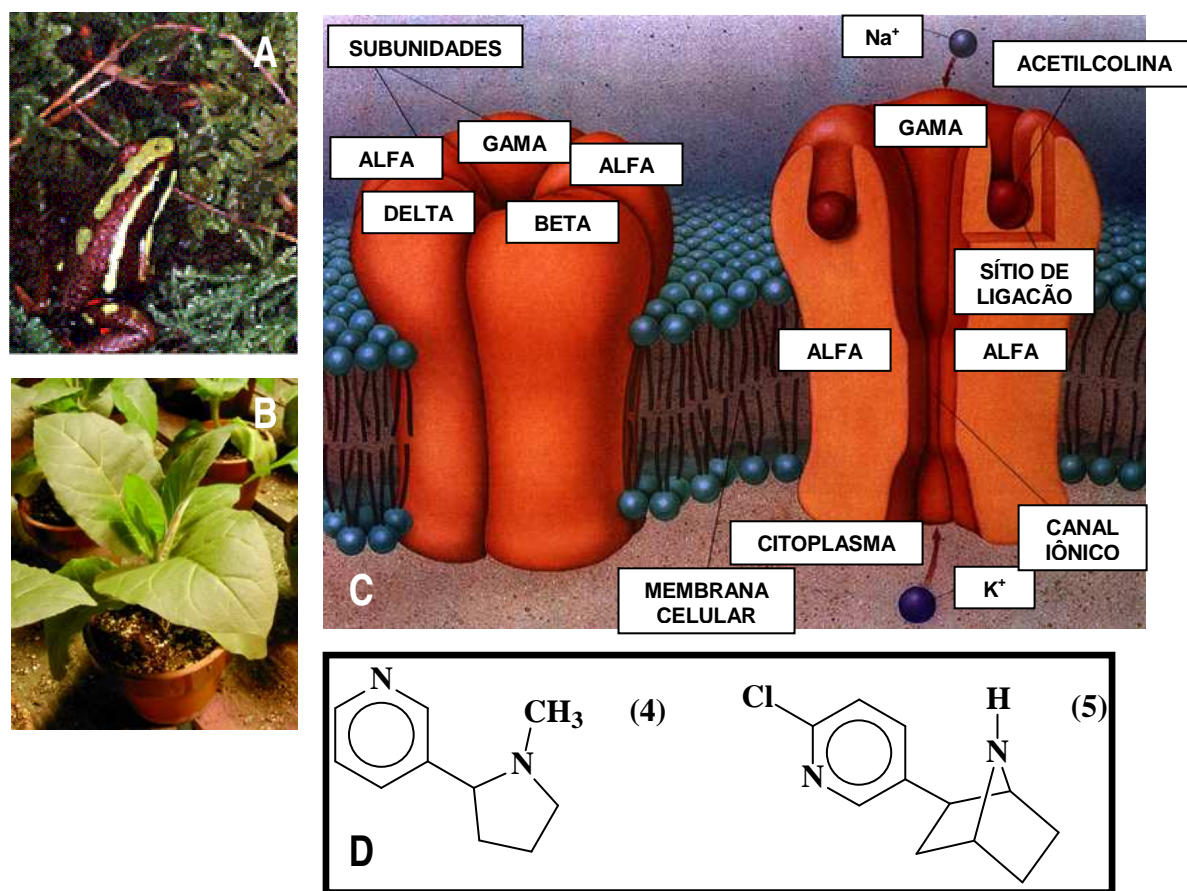 A
B
SUBUNIDADES
ALFA
GAMA
ALFA
DELTA
BETA
Na+
ACETILCOLINA
GAMA
SÍTIO DE
LIGACÃO
ALFA
ALFA
CITOPLASMA
CANAL
IÔNICO
MEMBRANA
CELULAR
K+
C
N
CH3
N
(4)
Cl
N
H
N
(5)
D